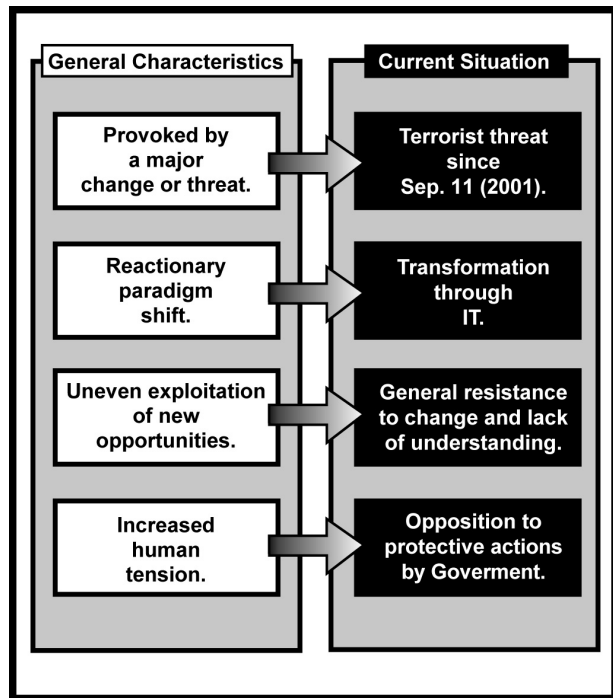 General Characteristics
Provoked by
a major
change or threat.
Reactionary
paradigm
shift.
Uneven exploitation
of new
opportunities.
Increased
human
tension.
Current Situation
Terrorist threat
since
Sep. 11 (2001).
Transformation
through
IT.
General resistance
to change and lack
of understanding.
Opposition to
protective actions
by Goverment.